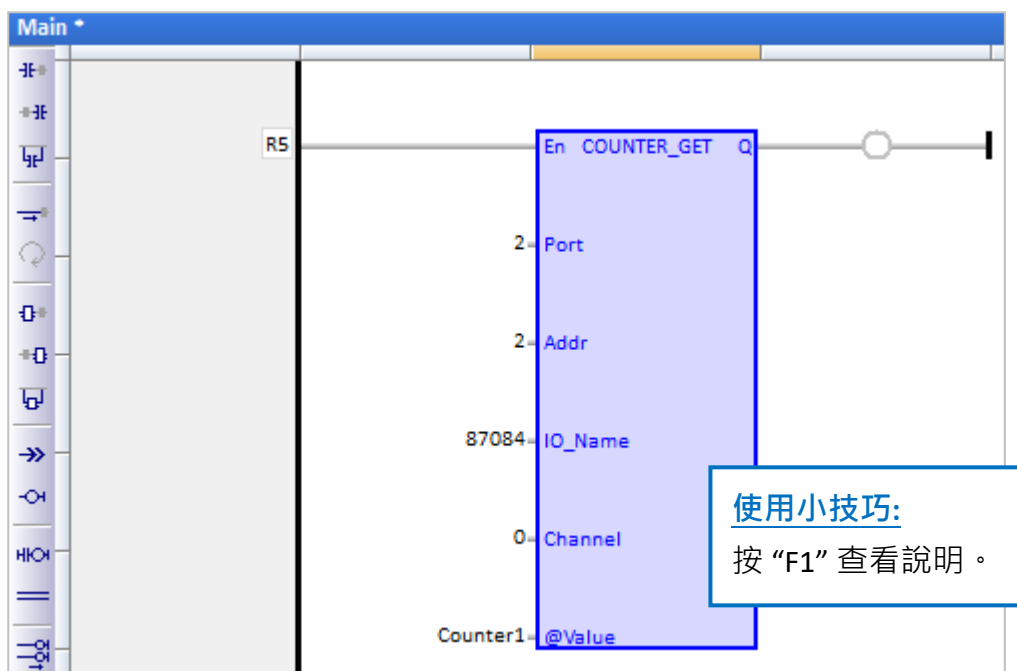 Main *
R5
En COUNTER_GET Q
2 Port
2 Addr
87084 IO_Name
0 Channel
Counter1 @Value
使用小技巧:
按 “F1” 查看說明。